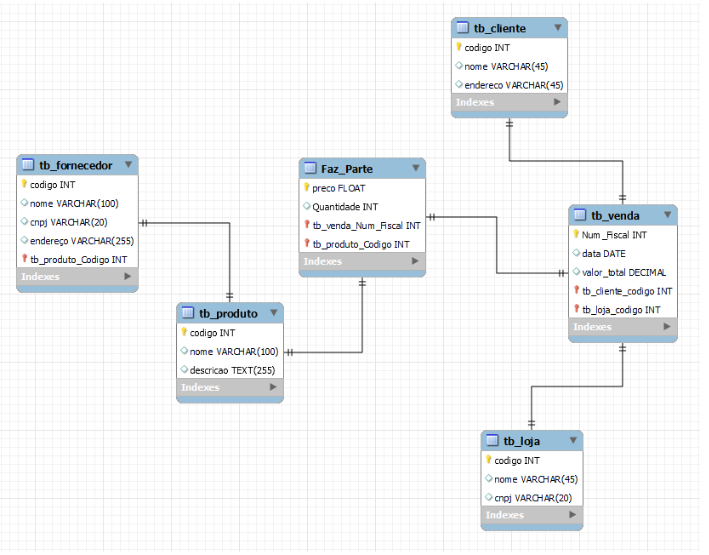 tb_cliente
codigo INT
nome VARCHAR(45)
endereco VARCHAR(45)
Indexes
tb_fornecedor
codigo INT
nome VARCHAR(100)
cnpj VARCHAR(20)
endereço VARCHAR(255)
tb_produto_Codigo INT
Indexes
Faz_Parte
preco FLOAT
Quantidade INT
tb_venda_Num_Fiscal INT
tb_produto_Codigo INT
Indexes
tb_venda
Num_Fiscal INT
data DATE
valor_total DECIMAL
tb_cliente_codigo INT
tb_loja_codigo INT
Indexes
tb_produto
codigo INT
nome VARCHAR(100)
descricao TEXT(255)
Indexes
tb_loja
codigo INT
nome VARCHAR(45)
cnpj VARCHAR(20)
Indexes